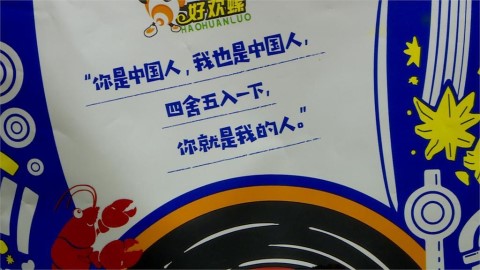 好欢螺
HAOHUANLUO
“你是中国人,我也是中国人,
四舍五入一下,
你就是我的人。”